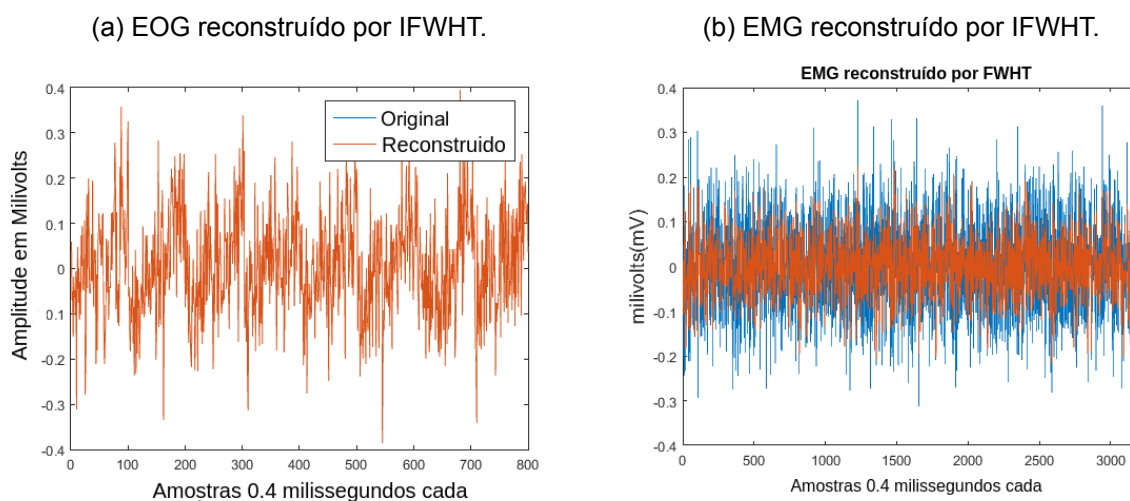 (a) EOG reconstruído por IFWHT.
0.4
0.3
0.2
0.1
0
0.1
-0.2
-0.3
-0.4
Amplitude em Milivolts
Original
Reconstruido
0 100 200 300 400 500 600 700 800
Amostras 0.4 milissegundos cada
(b) EMG reconstruído por IFWHT.
EMG reconstruído por FWHT
0.4
0.3
0.2
0.1
0
-0.1
-0.2
-0.3
-0.4
milivolts(mV)
0 500 1000 1500 2000 2500 3000
Amostras 0.4 milissegundos cada